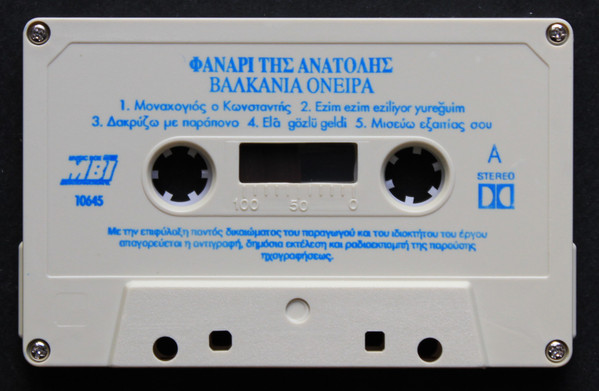 ΦΑΝΑΡΙ ΤΗΣ ΑΝΑΤΟΛΗΣ
ΒΑΛΚΑΝΙΑ ΟΝΕΙΡΑ
1. Μοναχογιός ο Κωνσταντής 2. Ezim ezim eziliyor yureğuim
3. Δακρύζω με παράπονο 4. Elâ gözlü geldi 5. Μισεύω εξαιτίας σου
MBI
10645
A
STEREO
100 50 0
Με την επιφύλαξη παντός δικαιώματος του παραγωγού και του ιδιοκτήτου του έργου
απαγορεύεται η αντιγραφή, δημόσια εκτέλεση και ραδιοεκπομπή της παρούσης
ηχογραφήσεως.